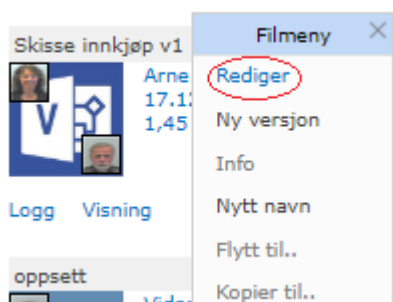 Skisse innkjøp v1
Arne
17.12
1,45
Logg Visning
oppsett
Filmeny
Rediger
Ny versjon
Info
Nytt navn
Flytt til..
Kopier til..